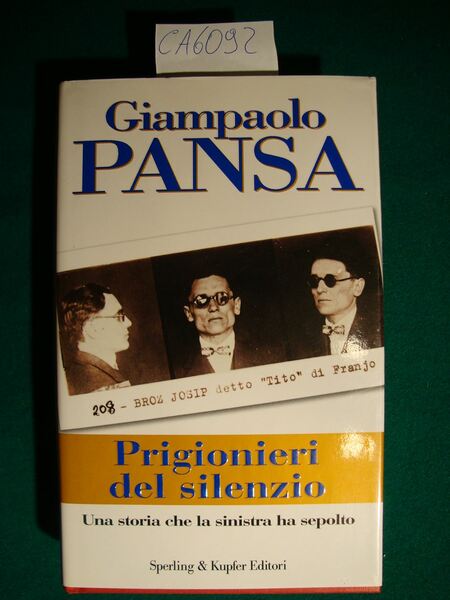 CA6092
Giampaolo
PANSA
208 - BROZ JOSIP detto "Tito" di Franjo
Prigionieri
del silenzio
Una storia che la sinistra ha sepolto
Sperling & Kupfer Editori